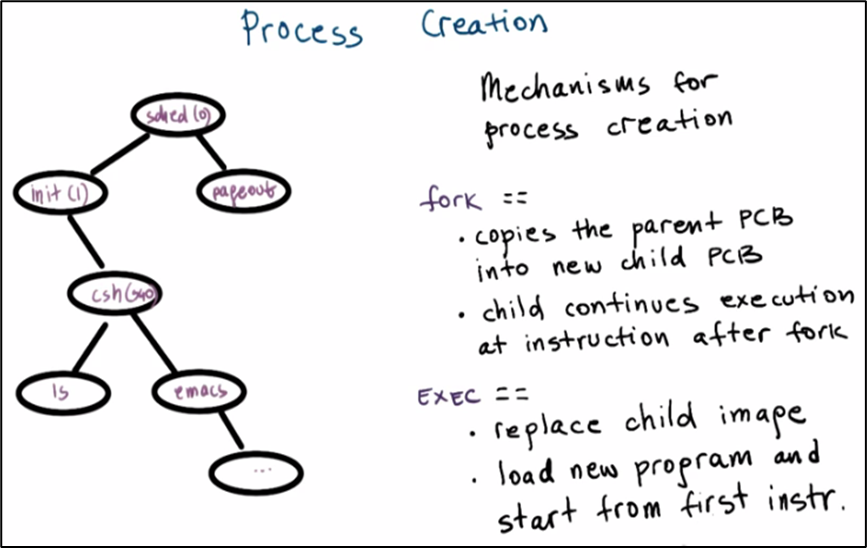 Process Creation
sched (0)
init (1)
pageout
csh (340)
ls
emacs
...
Mechanisms for
process creation
fork ==
• copies the parent PCB
into new child PCB
• child continues execution
at instruction after fork
EXEC ==
• replace child image
• load new program and
start from first instr.